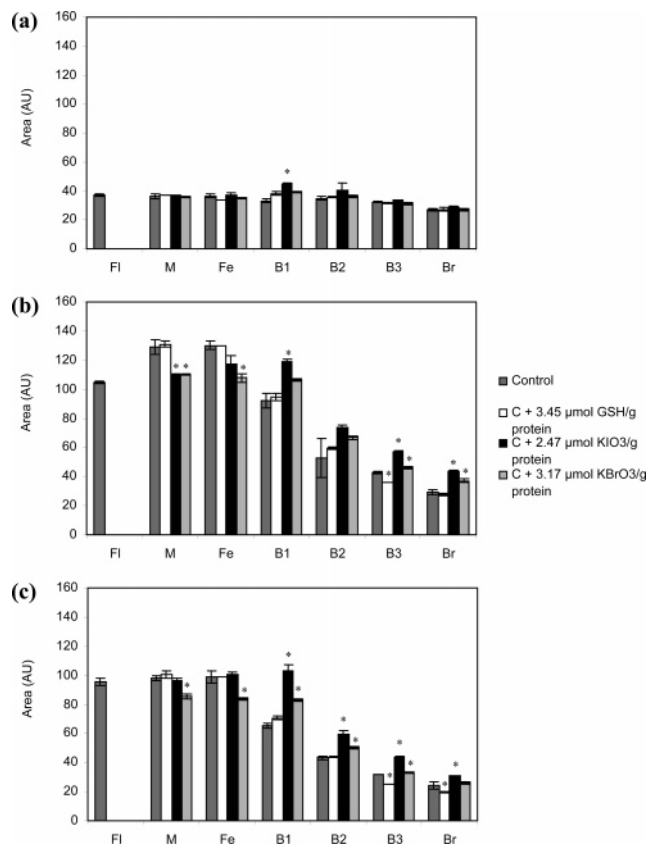 (a)
160
140
120
100
80
60
40
20
0
Area (AU)
*
Fl M Fe B1 B2 B3 Br
(b)
160
140
120
100
80
60
40
20
0
Area (AU)
* * * * * * * *
Fl M Fe B1 B2 B3 Br
Control
C + 3.45 µmol GSH/g
protein
C + 2.47 µmol KIO3/g
protein
C + 3.17 µmol KBrO3/g
protein
(c)
160
140
120
100
80
60
40
20
0
Area (AU)
* * * * * * * * * * *
Fl M Fe B1 B2 B3 Br